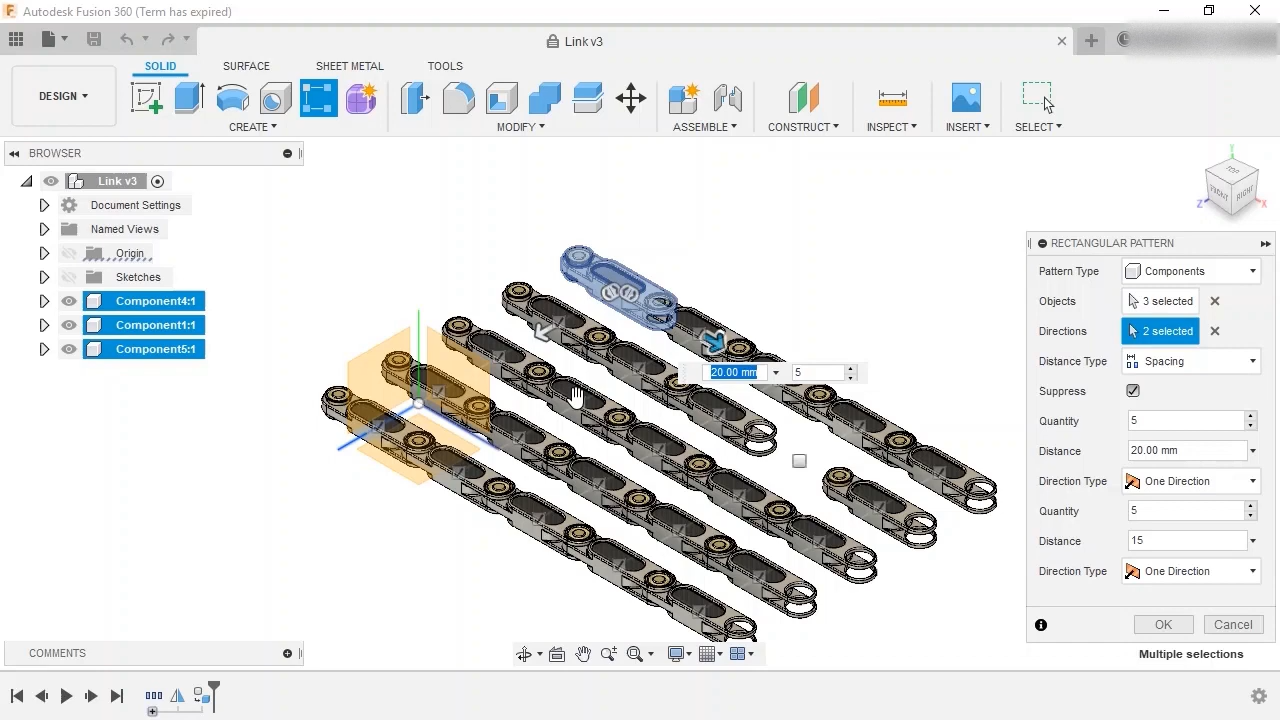 Autodesk Fusion 360 (Term has expired)
Link v3
DESIGN
SOLID SURFACE SHEET METAL TOOLS
CREATE MODIFY ASSEMBLE CONSTRUCT INSPECT INSERT SELECT
BROWSER
Link v3
Document Settings
Named Views
Origin
Sketches
Component4:1
Component1:1
Component5:1
TOP
FRONT RIGHT
Y
Z X
20.00 mm 5
RECTANGULAR PATTERN
Pattern Type Components
Objects 3 selected
Directions 2 selected
Distance Type Spacing
Suppress
Quantity 5
Distance 20.00 mm
Direction Type One Direction
Quantity 5
Distance 15
Direction Type One Direction
OK Cancel
Multiple selections
COMMENTS